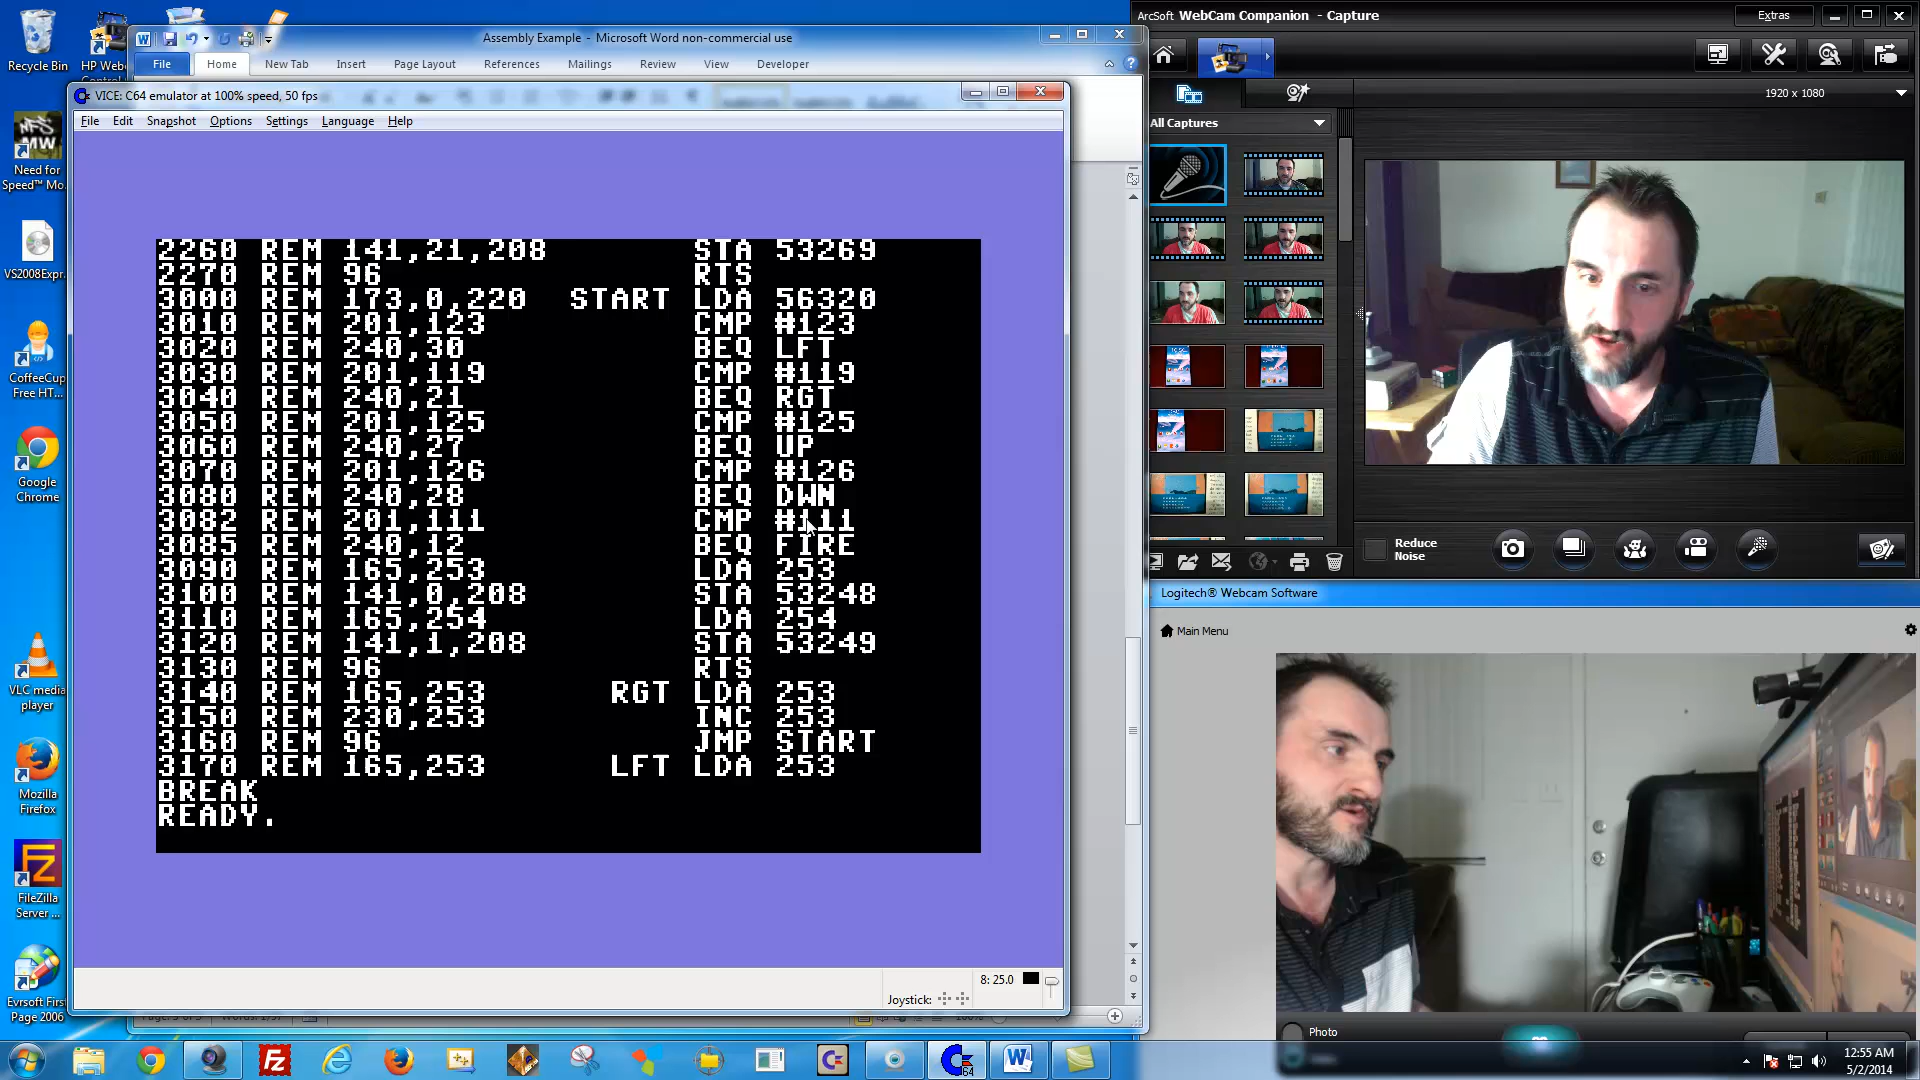 Recycle Bin
HP Webc
Need for
Speed™ Mo...
VS2008Expr...
CoffeeCup
Free HT...
Google
Chrome
VLC media
player
Mozilla
Firefox
FileZilla
Server ...
Evrsoft First
Page 2006
Assembly Example - Microsoft Word non-commercial use
File Home New Tab Insert Page Layout References Mailings Review View Developer
VICE: C64 emulator at 100% speed, 50 fps
File Edit Snapshot Options Settings Language Help
2260 REM 141,21,208 STA 53269
2270 REM 96 RTS
3000 REM 173,0,220 START LDA 56320
3010 REM 201,123 CMP #123
3020 REM 240,30 BEQ LFT
3030 REM 201,119 CMP #119
3040 REM 240,21 BEQ RGT
3050 REM 201,125 CMP #125
3060 REM 240,27 BEQ UP
3070 REM 201,126 CMP #126
3080 REM 240,28 BEQ DWN
3082 REM 201,111 CMP #111
3085 REM 240,12 BEQ FIRE
3090 REM 165,253 LDA 253
3100 REM 141,0,208 STA 53248
3110 REM 165,254 LDA 254
3120 REM 141,1,208 STA 53249
3130 REM 96 RTS
3140 REM 165,253 RGT LDA 253
3150 REM 230,253 INC 253
3160 REM 96 JMP START
3170 REM 165,253 LFT LDA 253
BREAK
READY.
8: 25.0
Joystick:
ArcSoft WebCam Companion - Capture
Extras
1920 x 1080
All Captures
Reduce
Noise
Logitech® Webcam Software
Main Menu
Photo
64
12:55 AM
5/2/2014